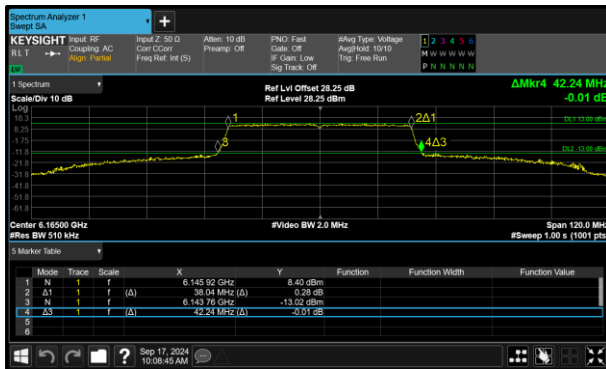 Spectrum Analyzer 1
Swept SA
+
KEYSIGHT
RLT
Input: RF
Coupling: AC
Align: Partial
Input Z: 50 Ω
Corr CCorr
Freq Ref: Int (S)
Atten: 10 dB
Preamp: Off
PNO: Fast
Gate: Off
IF Gain: Low
Sig Track: Off
#Avg Type: Voltage
Avg|Hold: 10/10
Trig: Free Run
1 2 3 4 5 6
M W W W W W
P N N N N N
1 Spectrum
Scale/Div 10 dB
Ref Lvl Offset 28.25 dB
Ref Level 28.25 dBm
ΔMkr4 42.24 MHz
-0.01 dB
Log
18.3
8.25
-1.75
-11.8
-21.8
-31.8
-41.8
-51.8
-61.8
1
2Δ1
3
4Δ3
DL1 13.00 dBm
DL2 -13.00 dBm
Center 6.16500 GHz
#Res BW 510 kHz
#Video BW 2.0 MHz
Span 120.0 MHz
#Sweep 1.00 s (1001 pts)
5 Marker Table
Mode Trace Scale X Y Function Function Width Function Value
1 N 1 f 6.145 92 GHz 8.40 dBm
2 Δ1 1 f (Δ) 38.04 MHz (Δ) 0.28 dB
3 N 1 f 6.143 76 GHz -13.02 dBm
4 Δ3 1 f (Δ) 42.24 MHz (Δ) -0.01 dB
5
6
?
Sep 17, 2024
10:08:45 AM